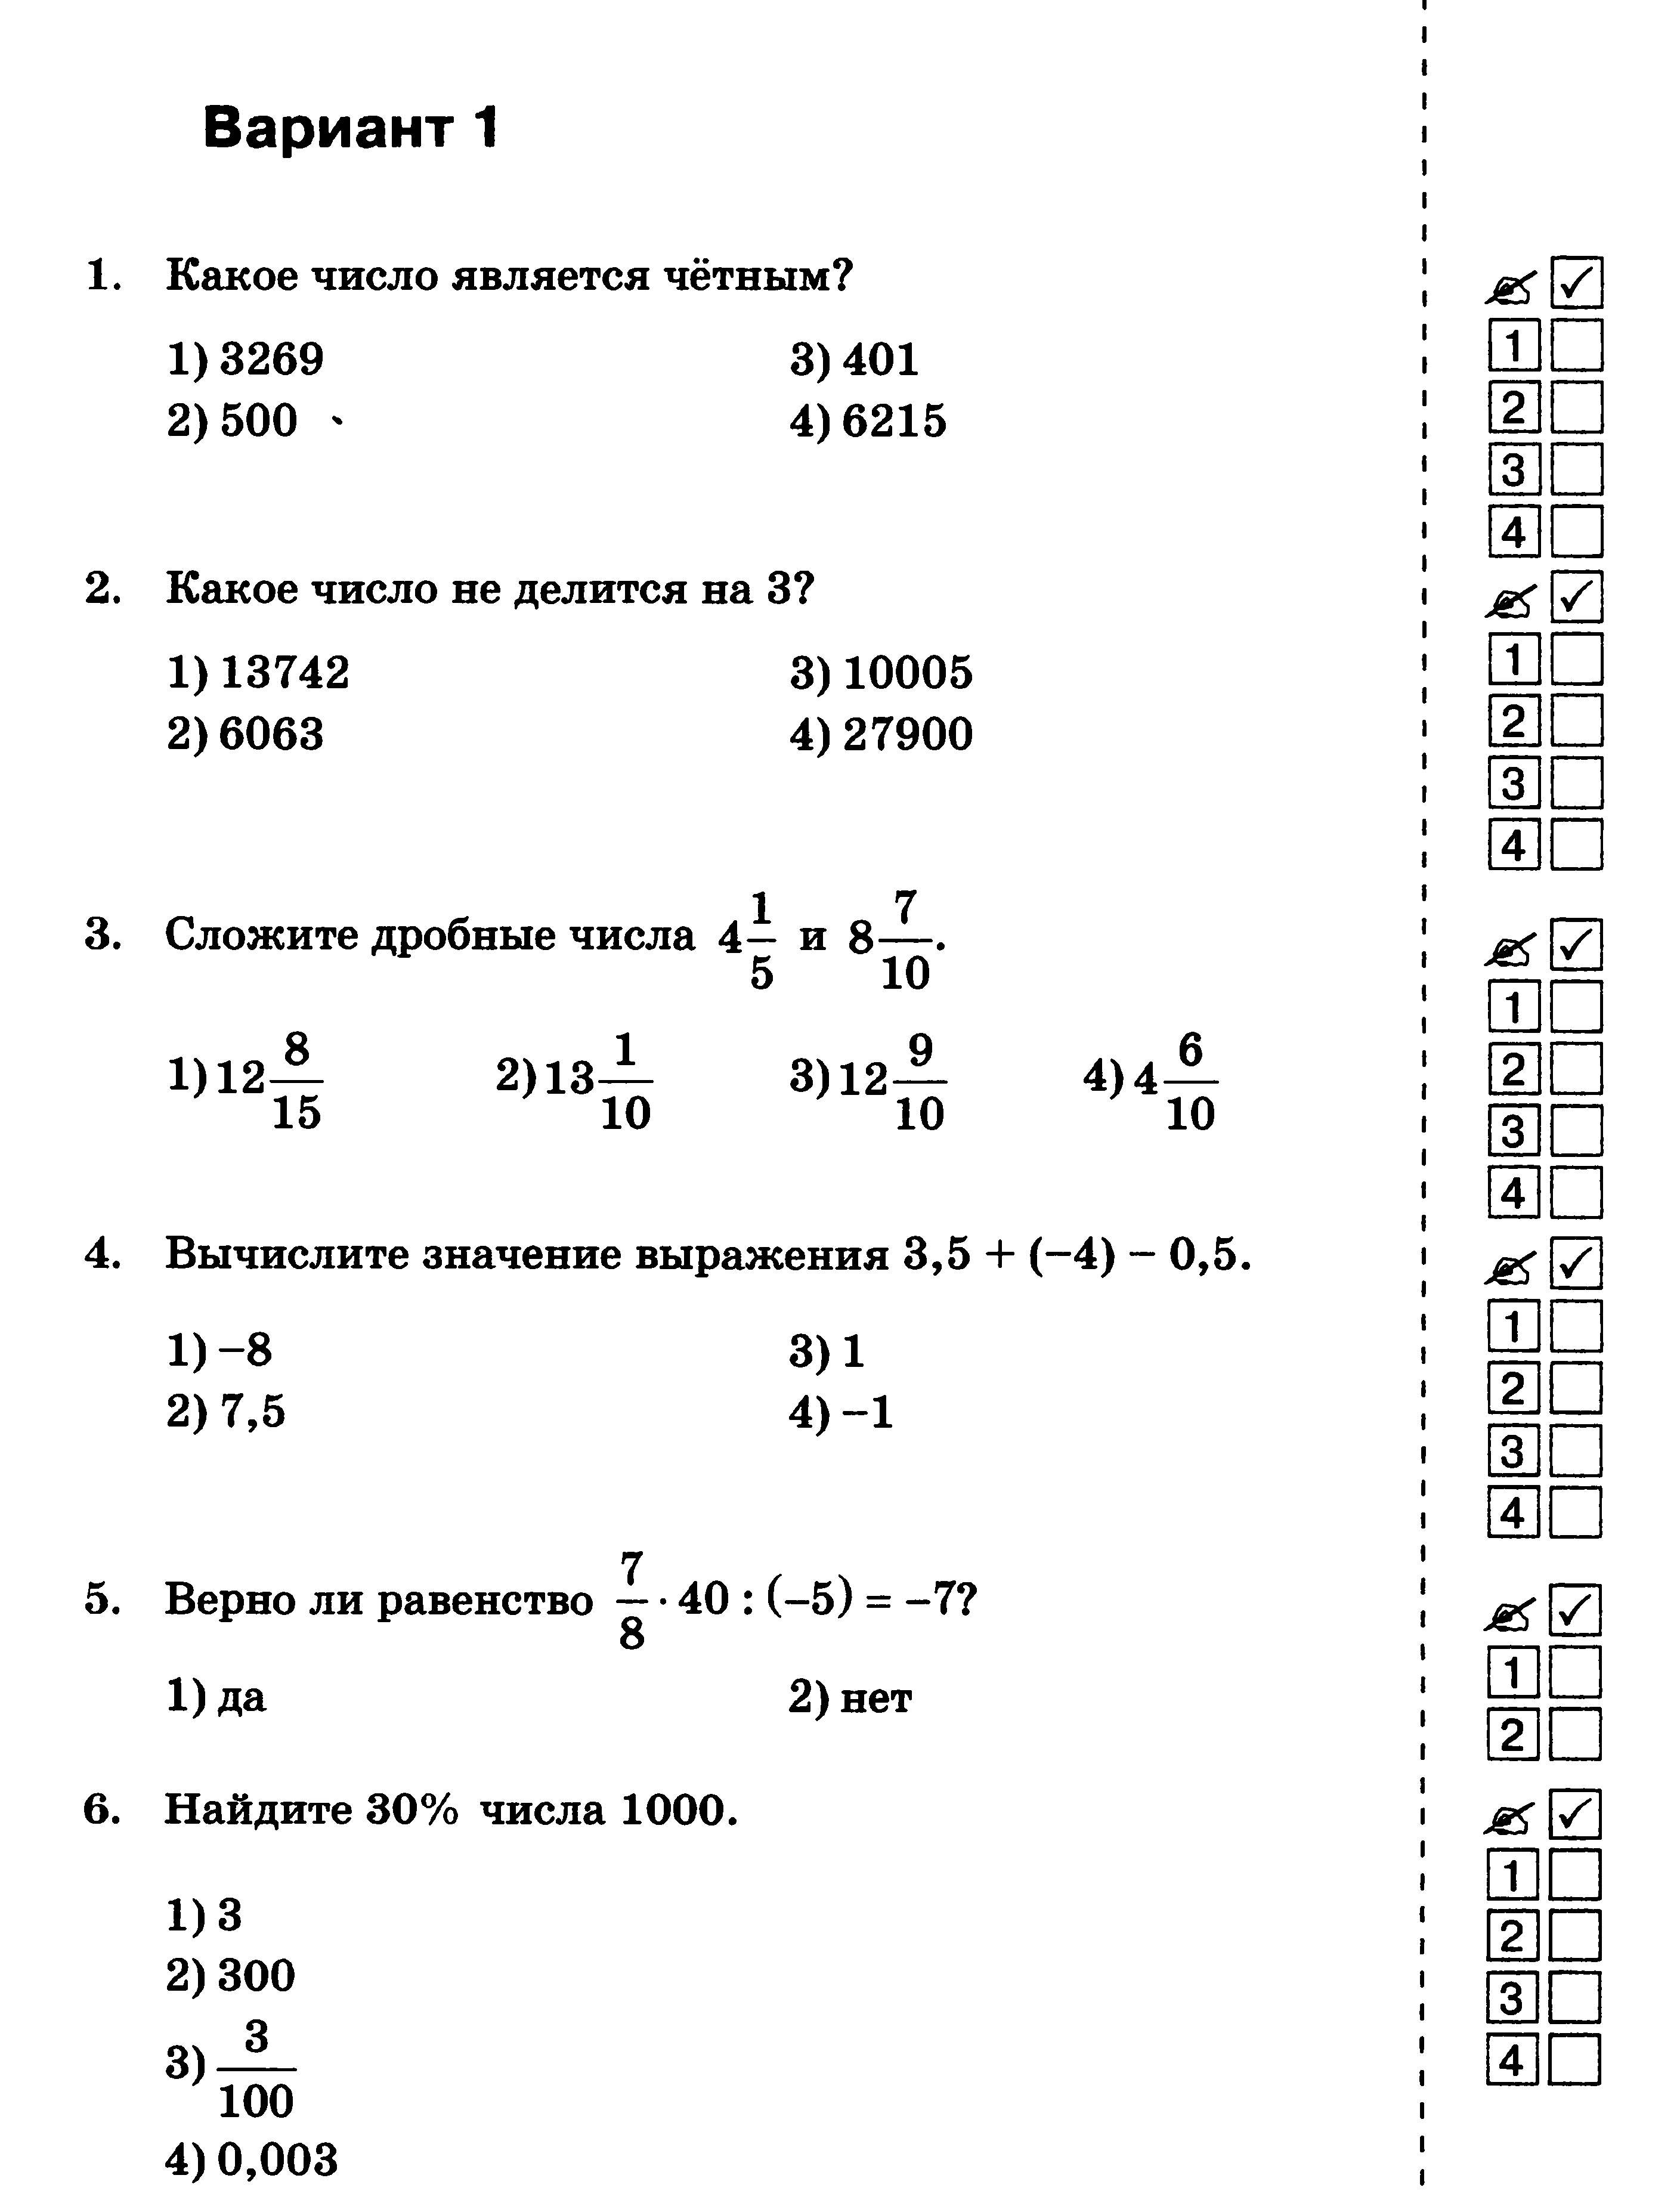 Вариант 1
1. Какое число является чётным?
1) 3269 3) 401
2) 500 4) 6215
✓
1
2
3
4
2. Какое число не делится на 3?
1) 13742 3) 10005
2) 6063 4) 27900
✓
1
2
3
4
3. Сложите дробные числа 4 1/5 и 8 7/10.
1) 12 8/15 2) 13 1/10 3) 12 9/10 4) 4 6/10
✓
1
2
3
4
4. Вычислите значение выражения 3,5 + (−4) − 0,5.
1) −8 3) 1
2) 7,5 4) −1
✓
1
2
3
4
5. Верно ли равенство 7/8 · 40 : (−5) = −7?
1) да 2) нет
✓
1
2
6. Найдите 30% числа 1000.
1) 3
2) 300
3) 3/100
4) 0,003
✓
1
2
3
4